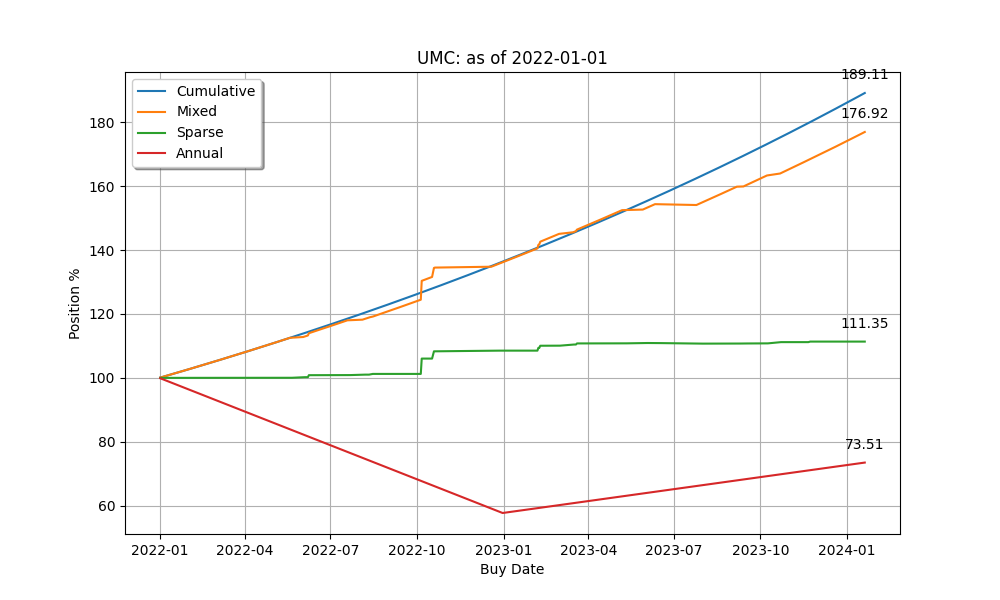 UMC: as of 2022-01-01
Cumulative
Mixed
Sparse
Annual
189.11
176.92
111.35
73.51
Position %
180
160
140
120
100
80
60
2022-01 2022-04 2022-07 2022-10 2023-01 2023-04 2023-07 2023-10 2024-01
Buy Date